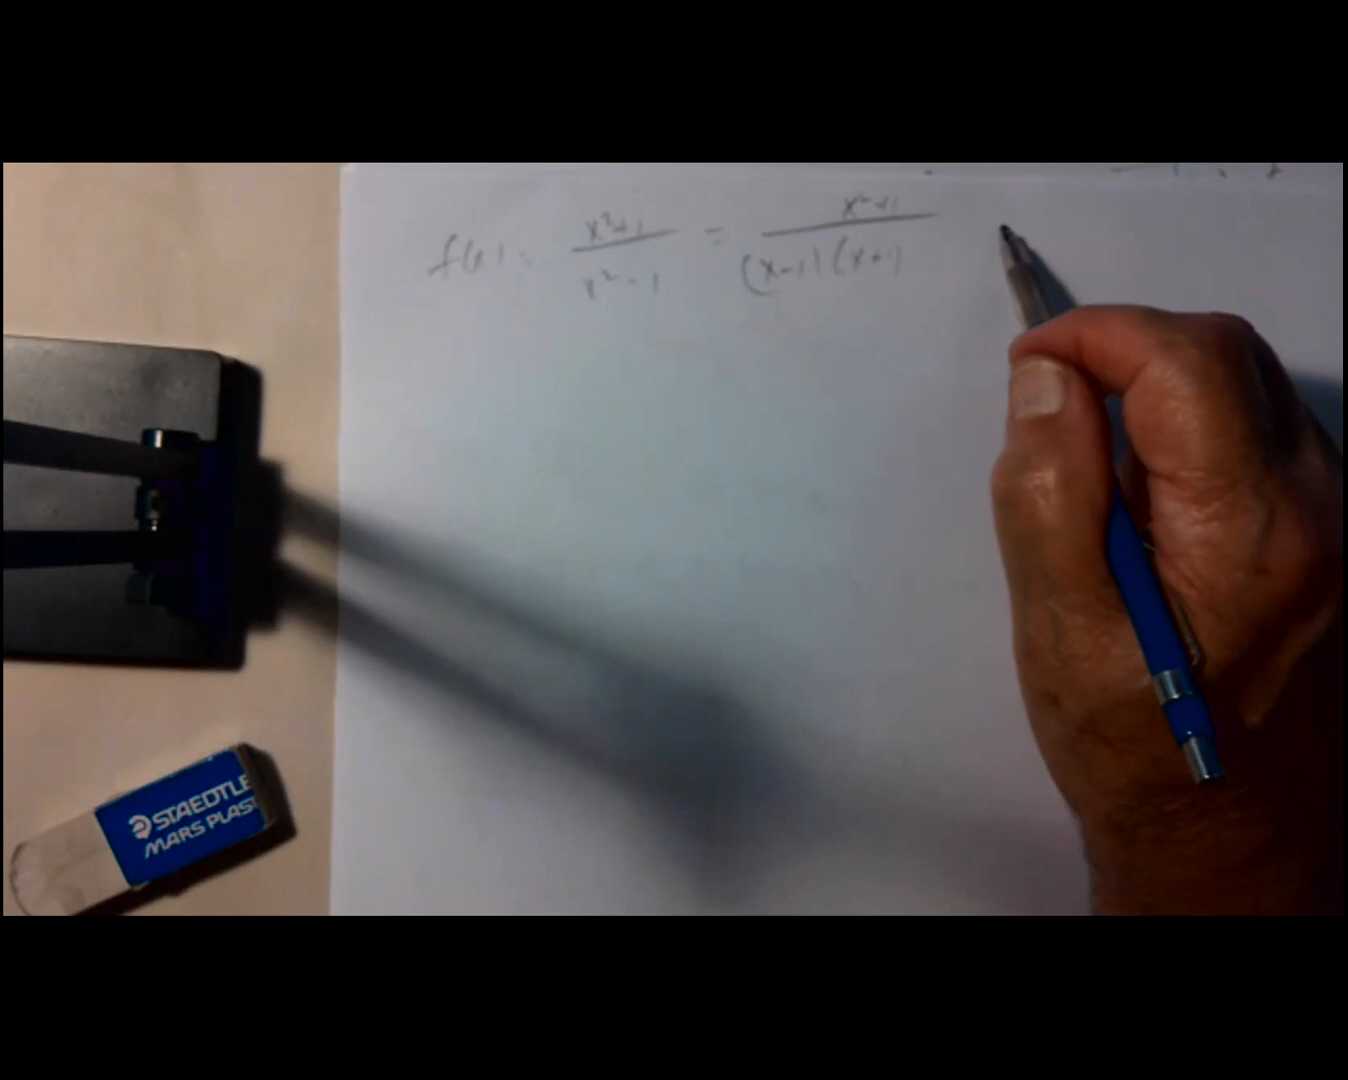 f(x) = x²+1 / x²-1 = x²+1 / (x-1)(x+1)
STAEDTLE
MARS PLAS